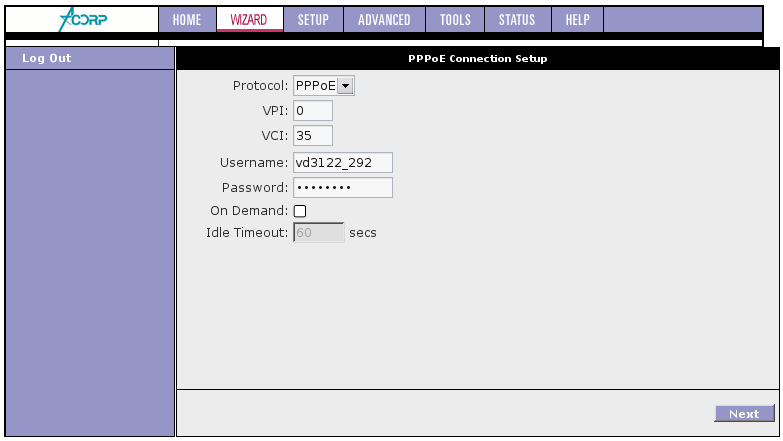 ACORP HOME WIZARD SETUP ADVANCED TOOLS STATUS HELP
Log Out
PPPoE Connection Setup
Protocol: PPPoE
VPI: 0
VCI: 35
Username: vd3122_292
Password: ••••••••
On Demand:
Idle Timeout: 60 secs
Next